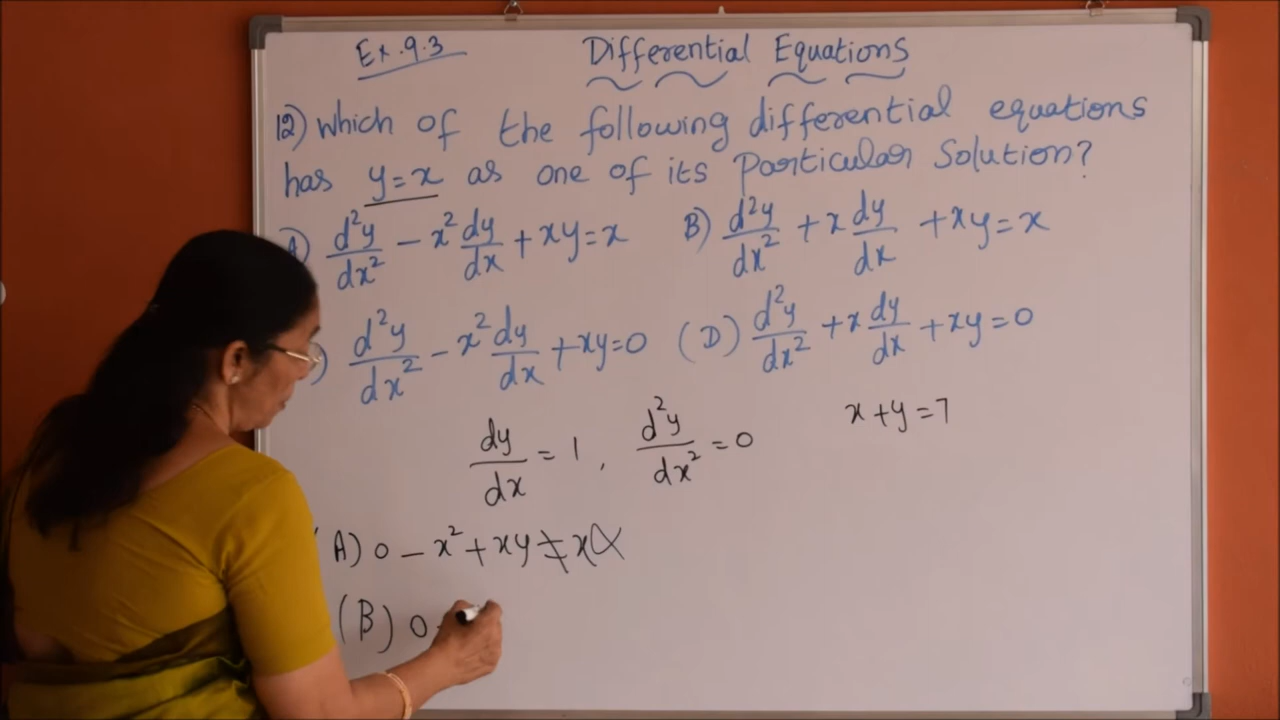 Ex.9.3 Differential Equations
12) Which of the following differential equations
has y=x as one of its Particular Solution?
A) d²y/dx² - x² dy/dx + xy = x B) d²y/dx² + x dy/dx + xy = x
) d²y/dx² - x² dy/dx + xy = 0 (D) d²y/dx² + x dy/dx + xy = 0
dy/dx = 1, d²y/dx² = 0 x+y=7
(A) 0 - x² + xy ≠ x
(B) 0